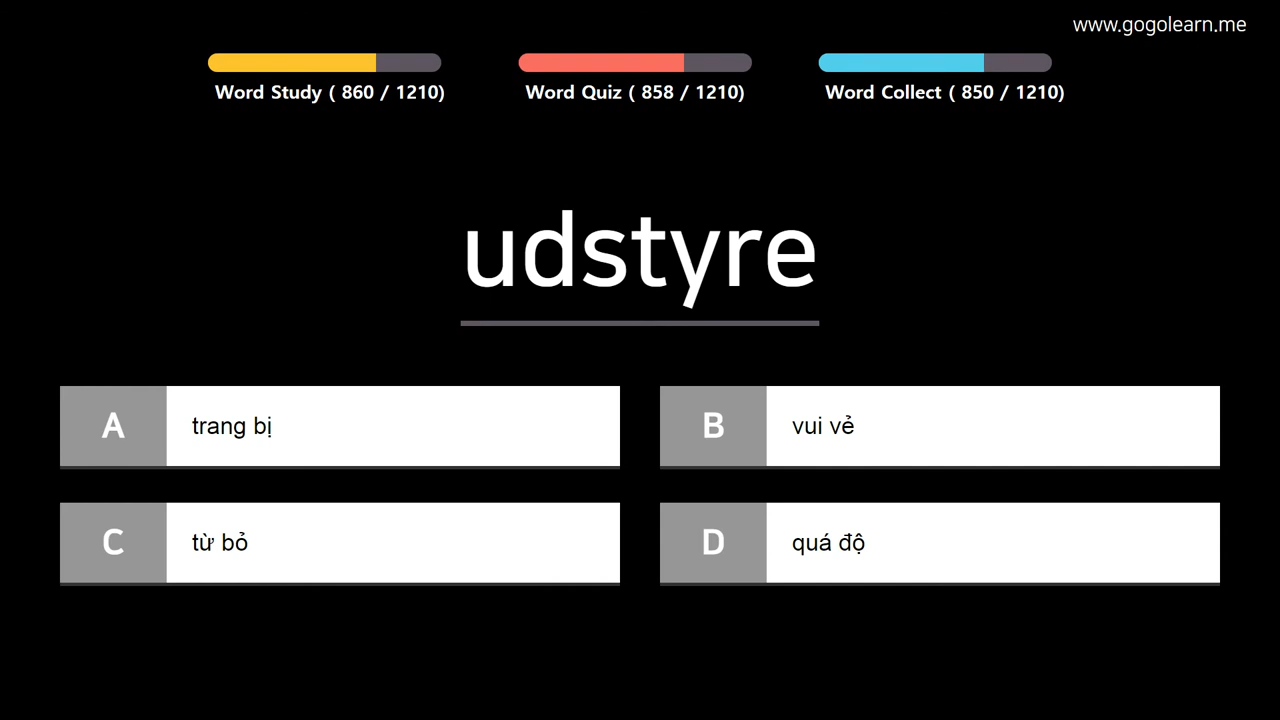 www.gogolearn.me
Word Study ( 860 / 1210)
Word Quiz ( 858 / 1210)
Word Collect ( 850 / 1210)
udstyre
A trang bị
B vui vẻ
C từ bỏ
D quá độ